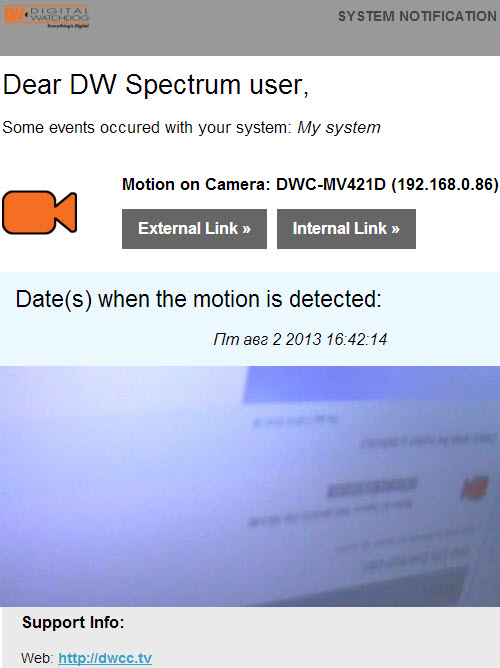 DW DIGITAL
WATCHDOG
Everything's Digital
SYSTEM NOTIFICATION
Dear DW Spectrum user,
Some events occured with your system: My system
Motion on Camera: DWC-MV421D (192.168.0.86)
External Link »
Internal Link »
Date(s) when the motion is detected:
Пт авг 2 2013 16:42:14
Support Info:
Web: http://dwcc.tv